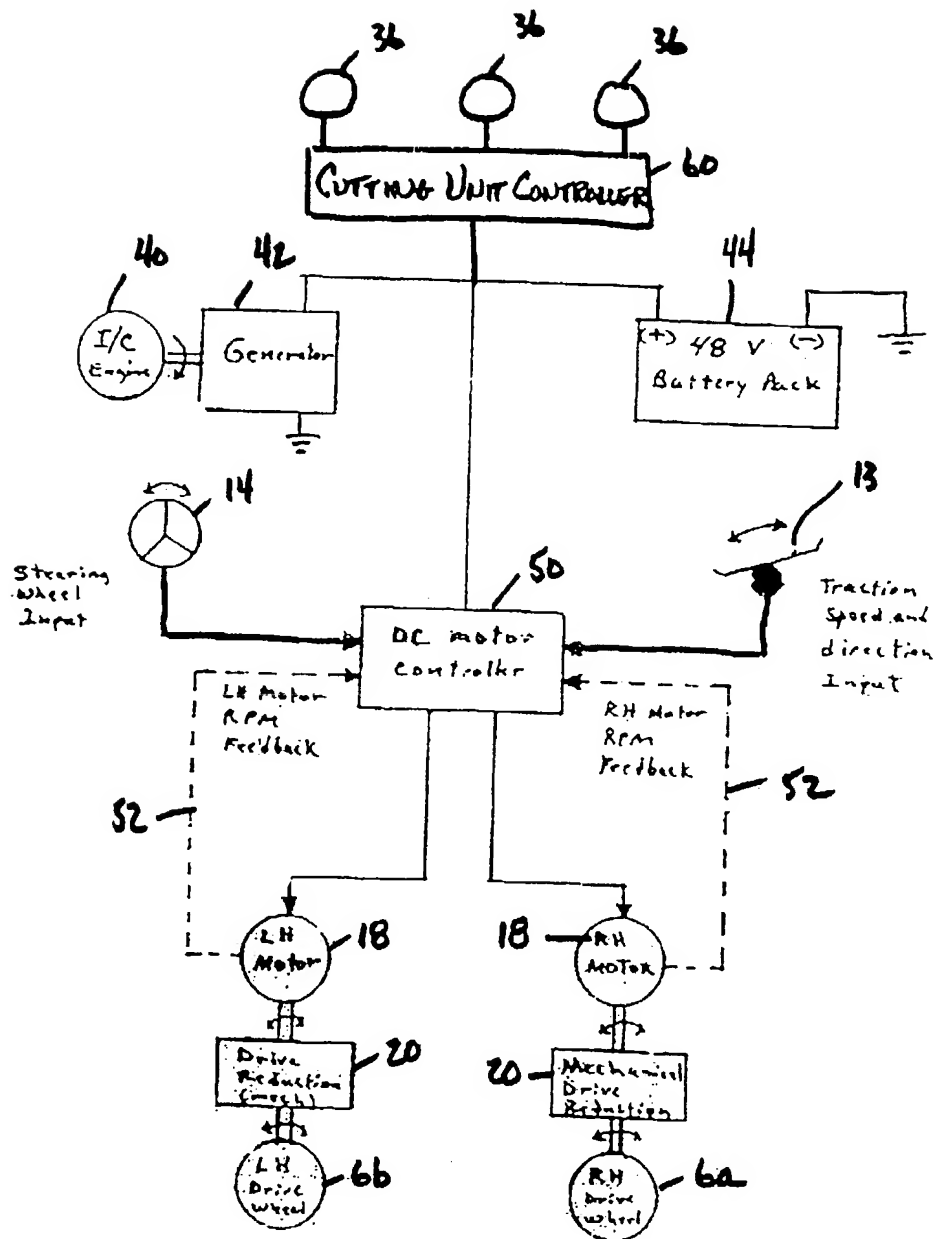 36 36 36
60
CUTTING UNIT CONTROLLER
40 42 44
I/C
Engine
Generator
(+) 48 V (-)
Battery Pack
14
13
Steering
Wheel
Input
50
DC motor
Controller
Traction
Speed and
direction
Input
LH Motor
RPM
Feedback
RH Motor
RPM
Feedback
52
52
LH
Motor
18
18
RH
MOTOR
Drive
Reduction
(mech)
20
20
Mechanical
Drive
Reduction
LH
Drive
Wheel
6b
RH
Drive
Wheel
6a